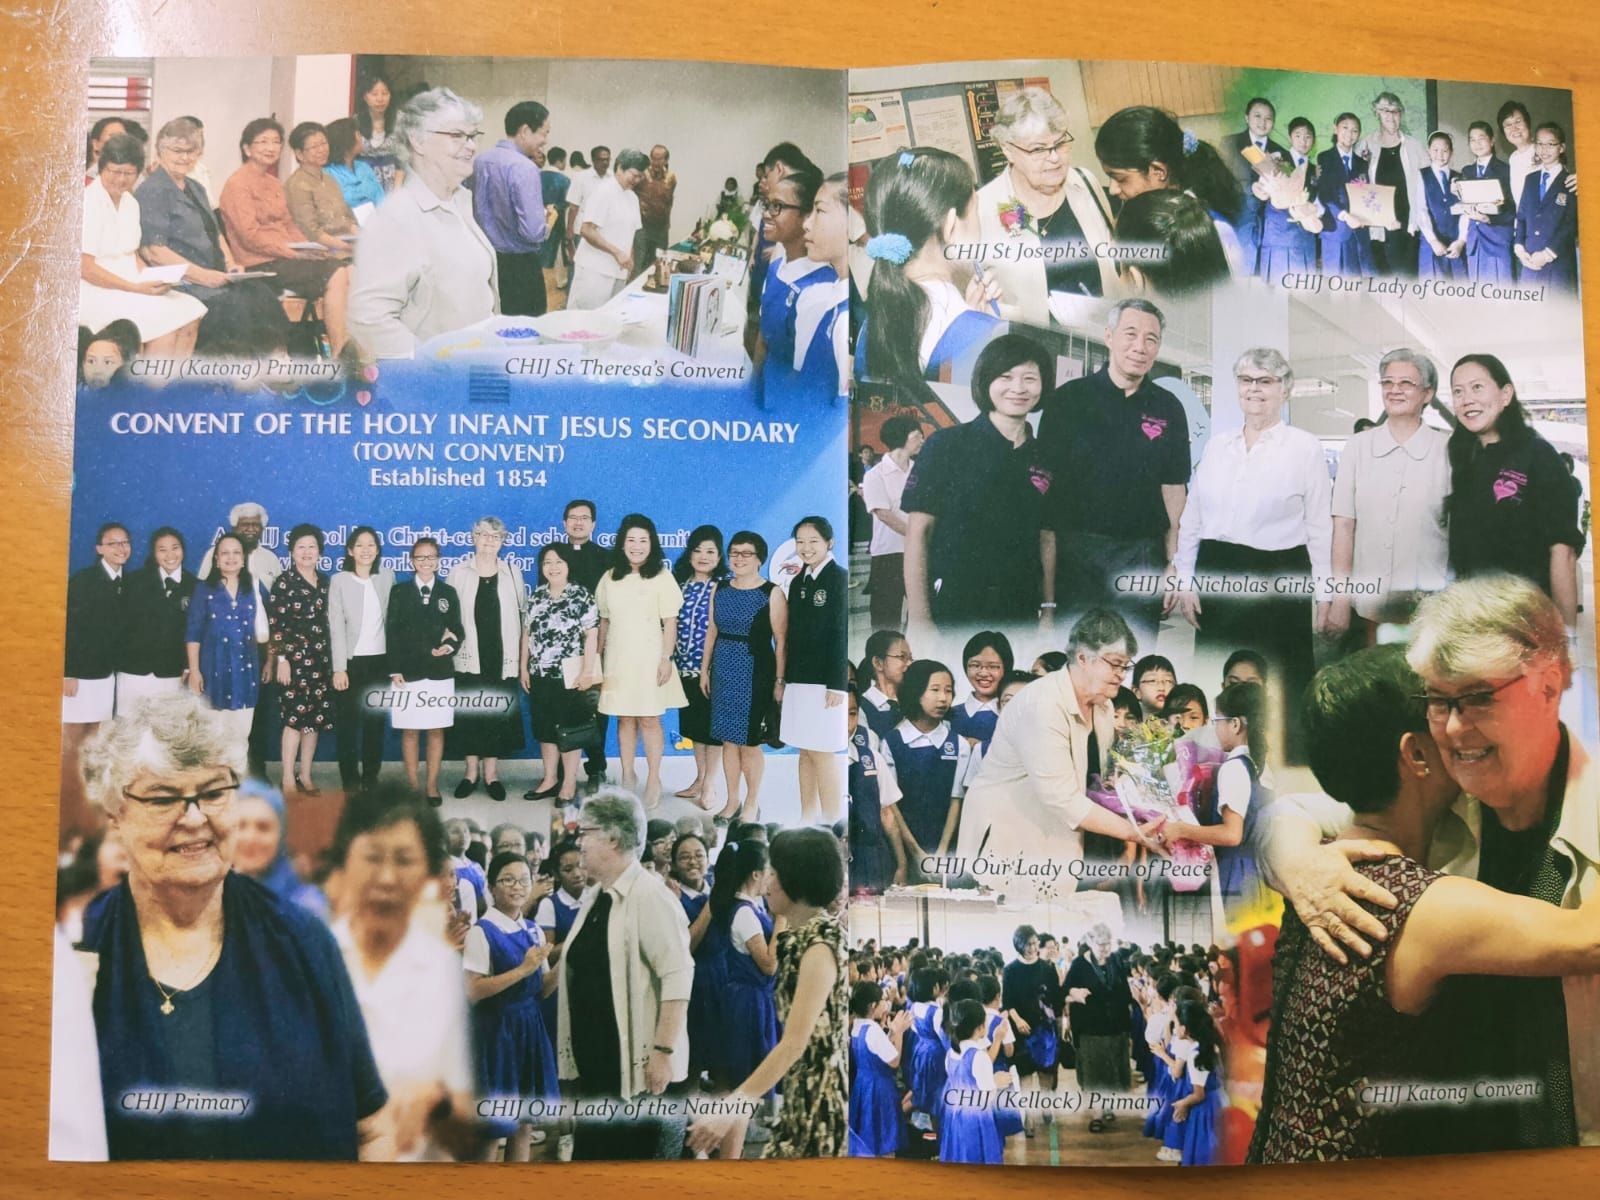 CHIJ (Katong) Primary
CHIJ St Theresa's Convent
CONVENT OF THE HOLY INFANT JESUS SECONDARY
(TOWN CONVENT)
Established 1854
CHIJ Secondary
CHIJ Primary
CHIJ Our Lady of the Nativity
CHIJ St Joseph's Convent
CHIJ Our Lady of Good Counsel
CHIJ St Nicholas Girls' School
CHIJ Our Lady Queen of Peace
CHIJ (Kellock) Primary
CHIJ Katong Convent